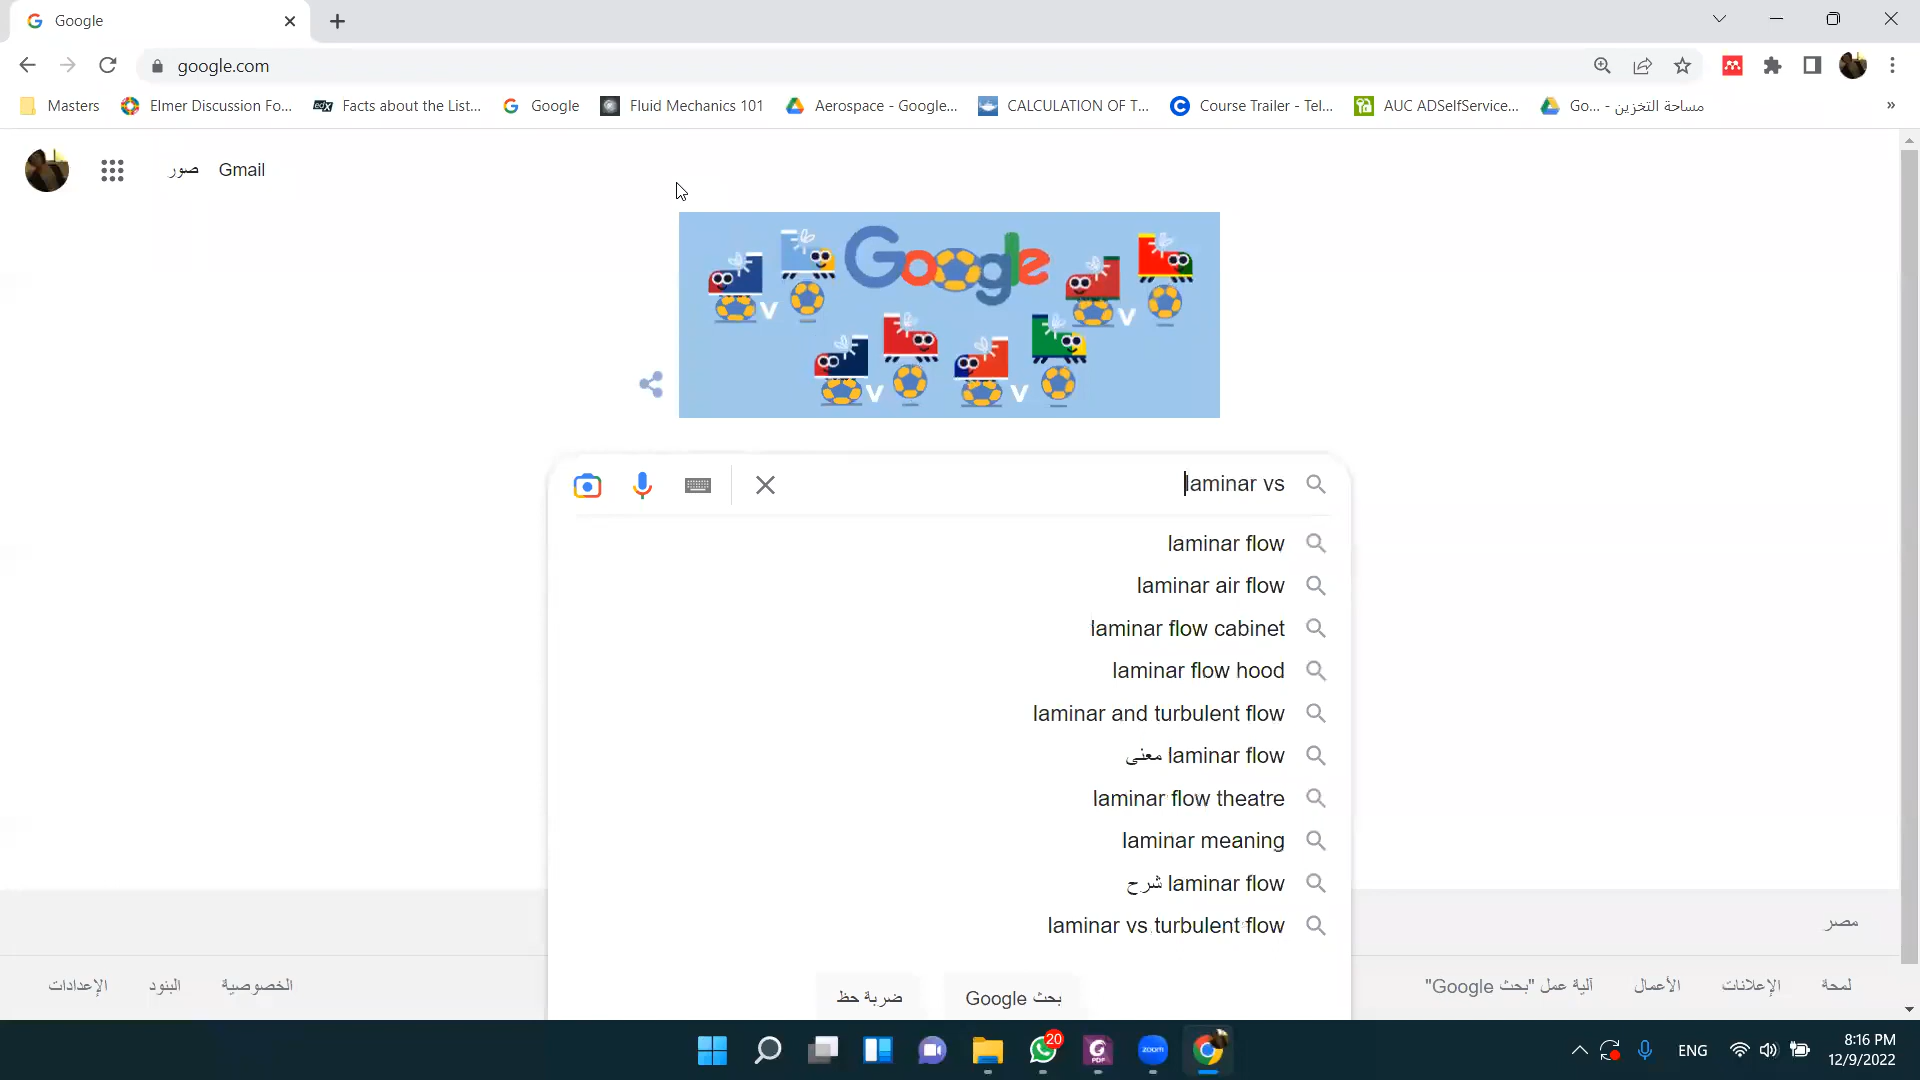 Google
google.com
Masters
Elmer Discussion Fo...
Facts about the List...
Google
Fluid Mechanics 101
Aerospace - Google...
CALCULATION OF T...
Course Trailer - Tel...
AUC ADSelfService...
Go... - مساحة التخزين
»
صور
Gmail
Google
V
V
V
V
laminar vs
laminar flow
laminar air flow
laminar flow cabinet
laminar flow hood
laminar and turbulent flow
معنى laminar flow
laminar flow theatre
laminar meaning
شرح laminar flow
laminar vs turbulent flow
بحث Google
ضربة حظ
مصر
لمحة
الإعلانات
الأعمال
آلية عمل "بحث Google"
الخصوصية
البنود
الإعدادات
20
PDF
zoom
ENG
8:16 PM
12/9/2022